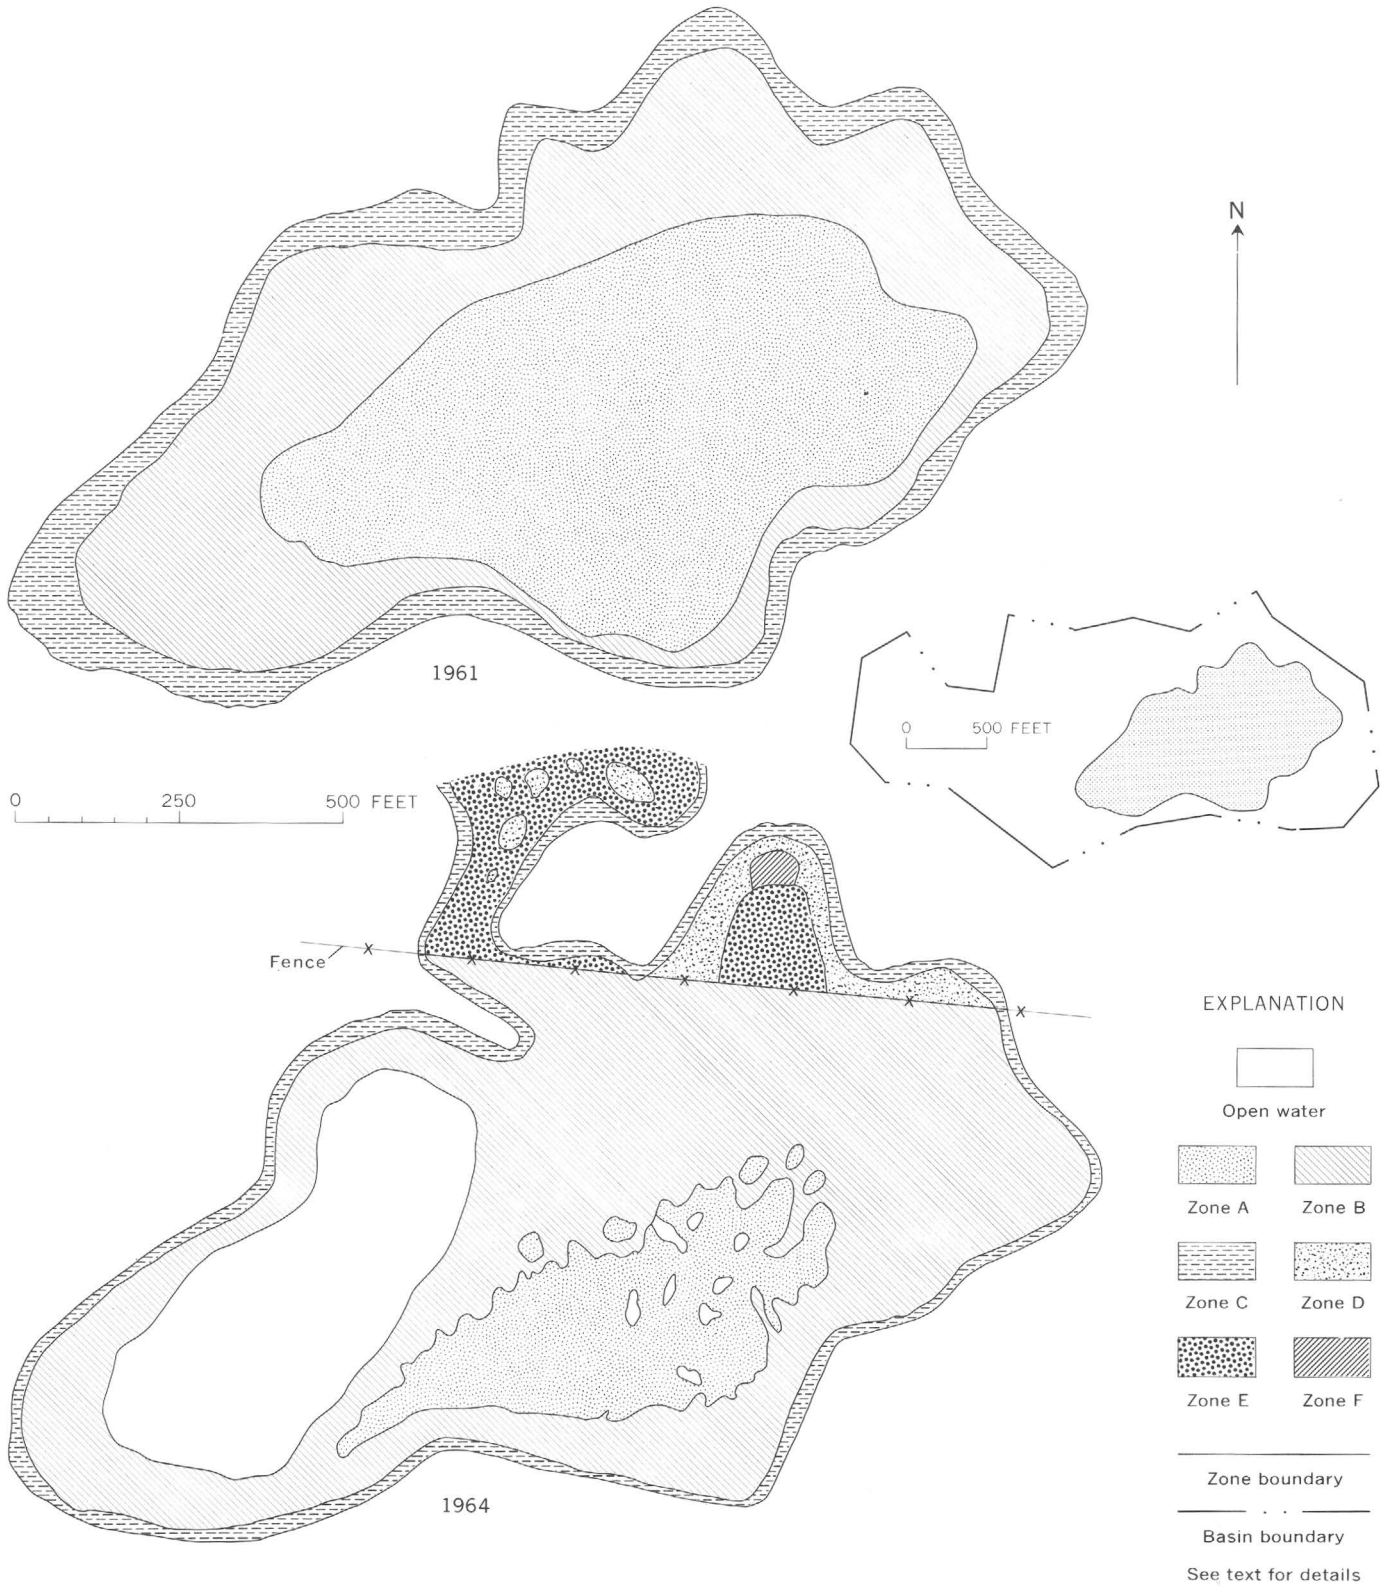 N
1961
0 500 FEET
0 250 500 FEET
Fence
X X X X X X X
1964
EXPLANATION
Open water
Zone A Zone B
Zone C Zone D
Zone E Zone F
Zone boundary
Basin boundary
See text for details